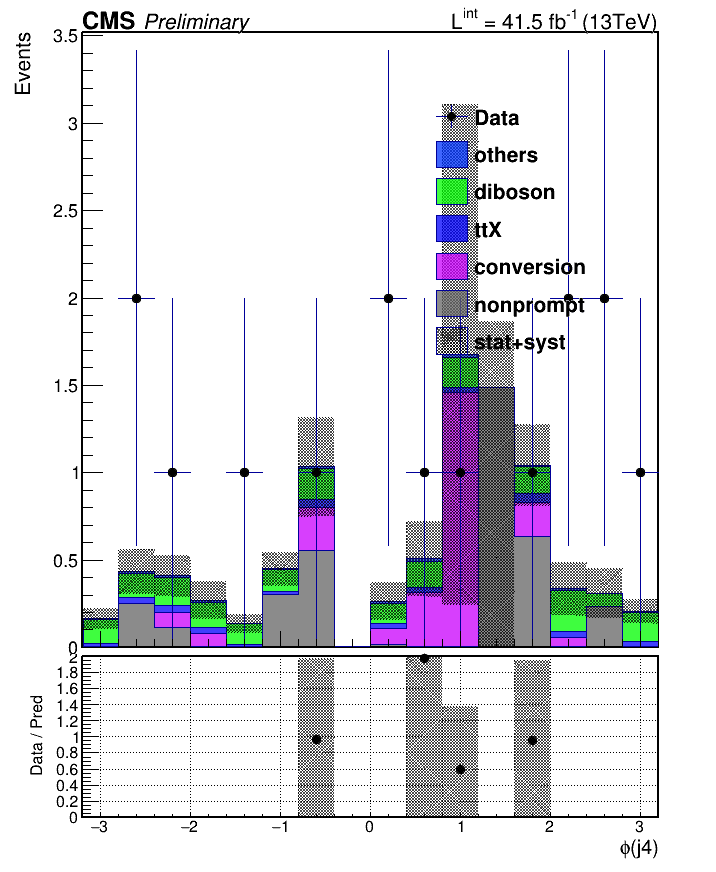 CMS Preliminary L^int = 41.5 fb^-1 (13TeV)
Events
3.5
3
2.5
2
1.5
1
0.5
0
Data
others
diboson
ttX
conversion
nonprompt
stat+syst
Data / Pred
2
1.8
1.6
1.4
1.2
1
0.8
0.6
0.4
0.2
0
−3 −2 −1 0 1 2 3
ϕ(j4)